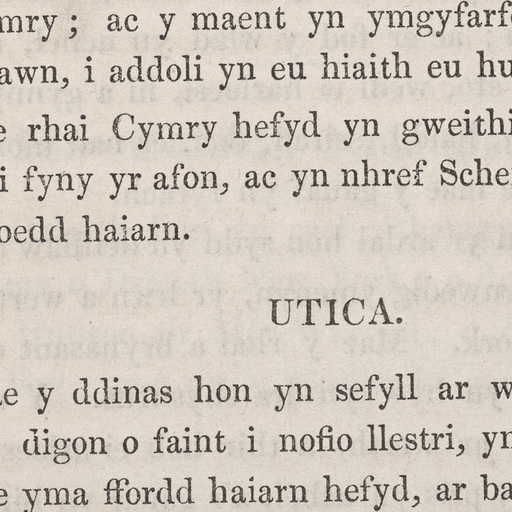 mry; ac y maent yn ymgyfarf
awn, i addoli yn eu hiaith eu hu
e rhai Cymry hefyd yn gweithi
i fyny yr afon, ac yn nhref Sche
oedd haiarn.
UTICA.
e y ddinas hon yn sefyll ar w
digon o faint i nofio llestri, yn
e yma ffordd haiarn hefyd, ar ba